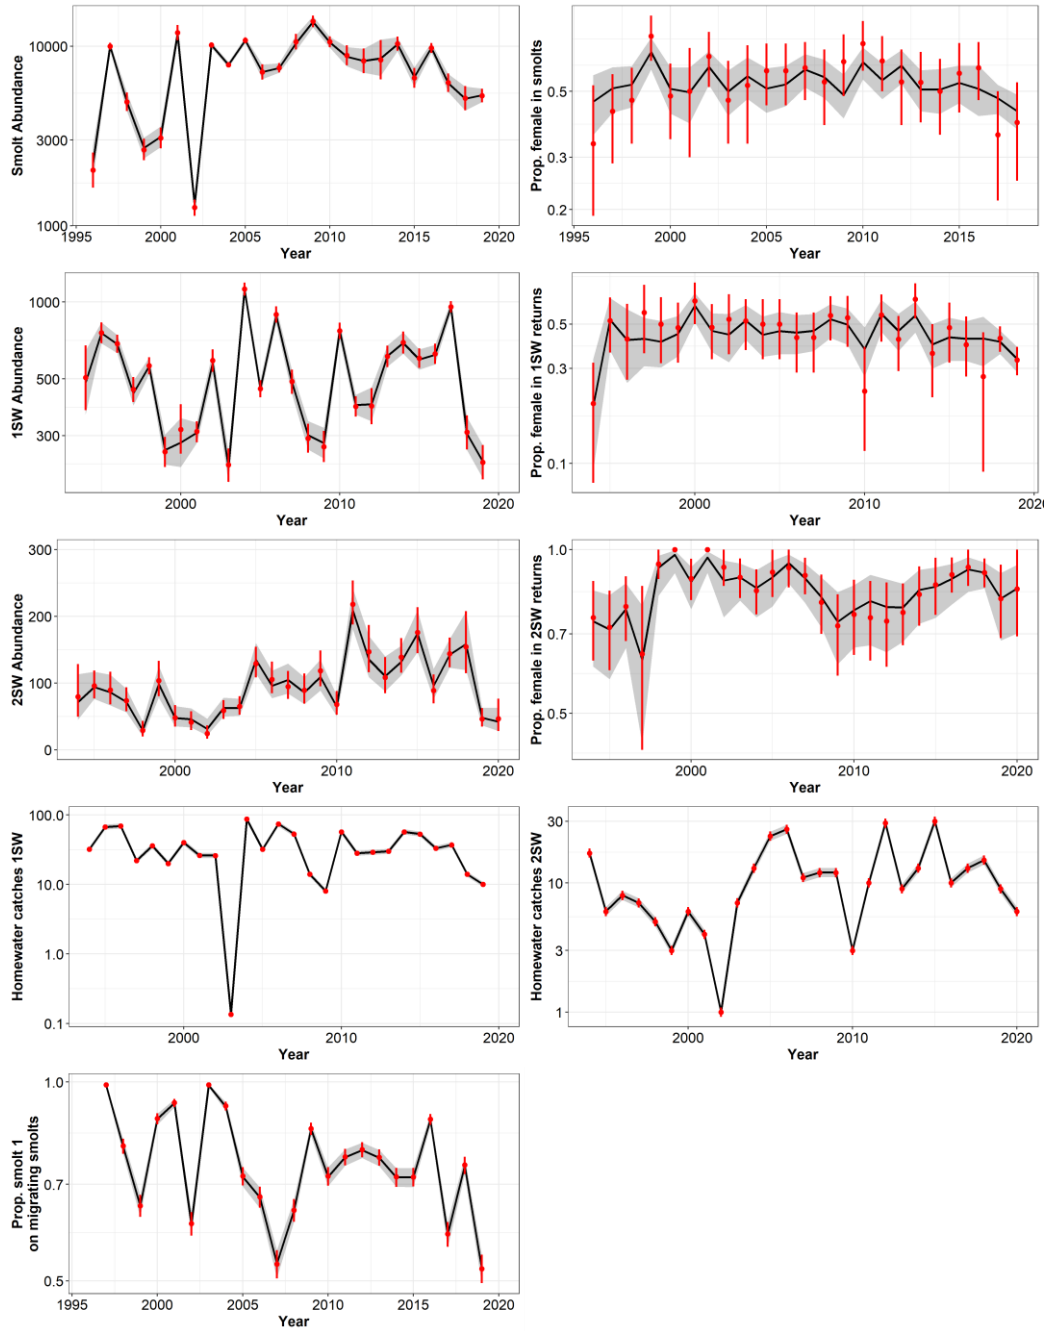 Smolt Abundance
10000
3000
1000
1995 2000 2005 2010 2015 2020
Year
Prop. female in smolts
0.5
0.3
0.2
1995 2000 2005 2010 2015
Year
1SW Abundance
1000
500
300
2000 2010 2020
Year
Prop. female in 1SW returns
0.5
0.3
0.1
2000 2010 202
Year
2SW Abundance
300
200
100
0
2000 2010 2020
Year
Prop. female in 2SW returns
1.0
0.7
0.5
2000 2010 2020
Year
Homewater catches 1SW
100.0
10.0
1.0
0.1
2000 2010 2020
Year
Homewater catches 2SW
30
10
3
1
2000 2010 2020
Year
Prop. smolt 1
on migrating smolts
1.0
0.7
0.5
1995 2000 2005 2010 2015 2020
Year